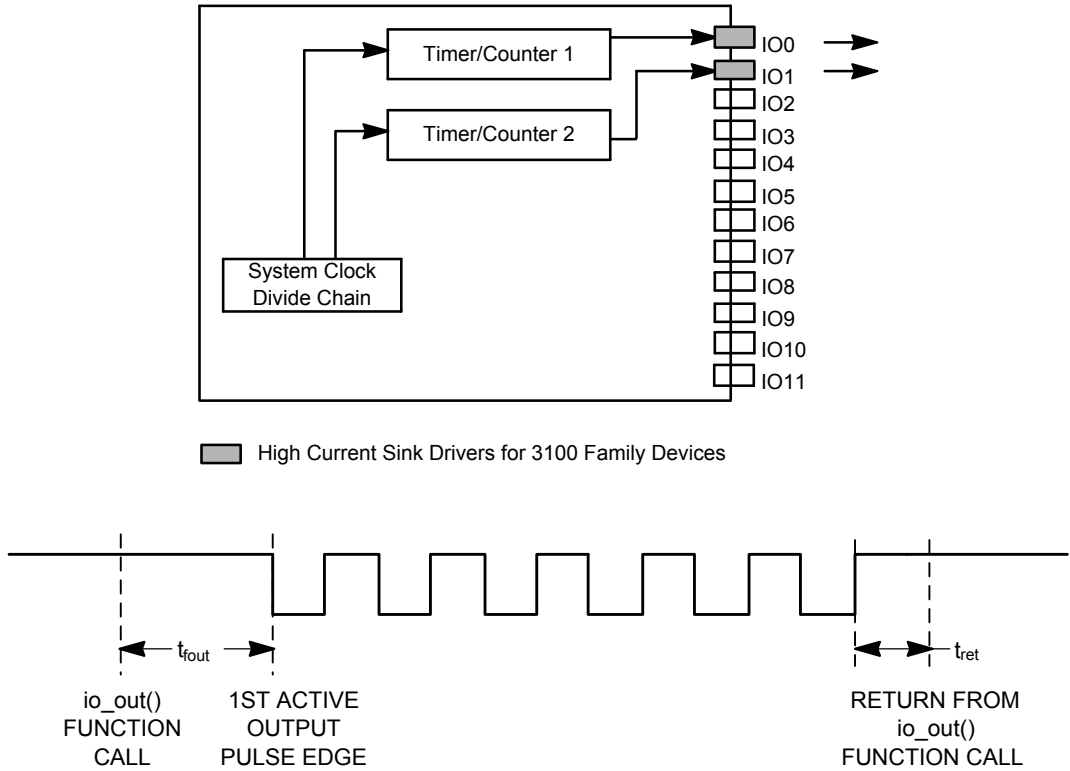 Timer/Counter 1
Timer/Counter 2
System Clock
Divide Chain
IO0
IO1
IO2
IO3
IO4
IO5
IO6
IO7
IO8
IO9
IO10
IO11
High Current Sink Drivers for 3100 Family Devices
tfout
tret
io_out()
FUNCTION
CALL
1ST ACTIVE
OUTPUT
PULSE EDGE
RETURN FROM
io_out()
FUNCTION CALL